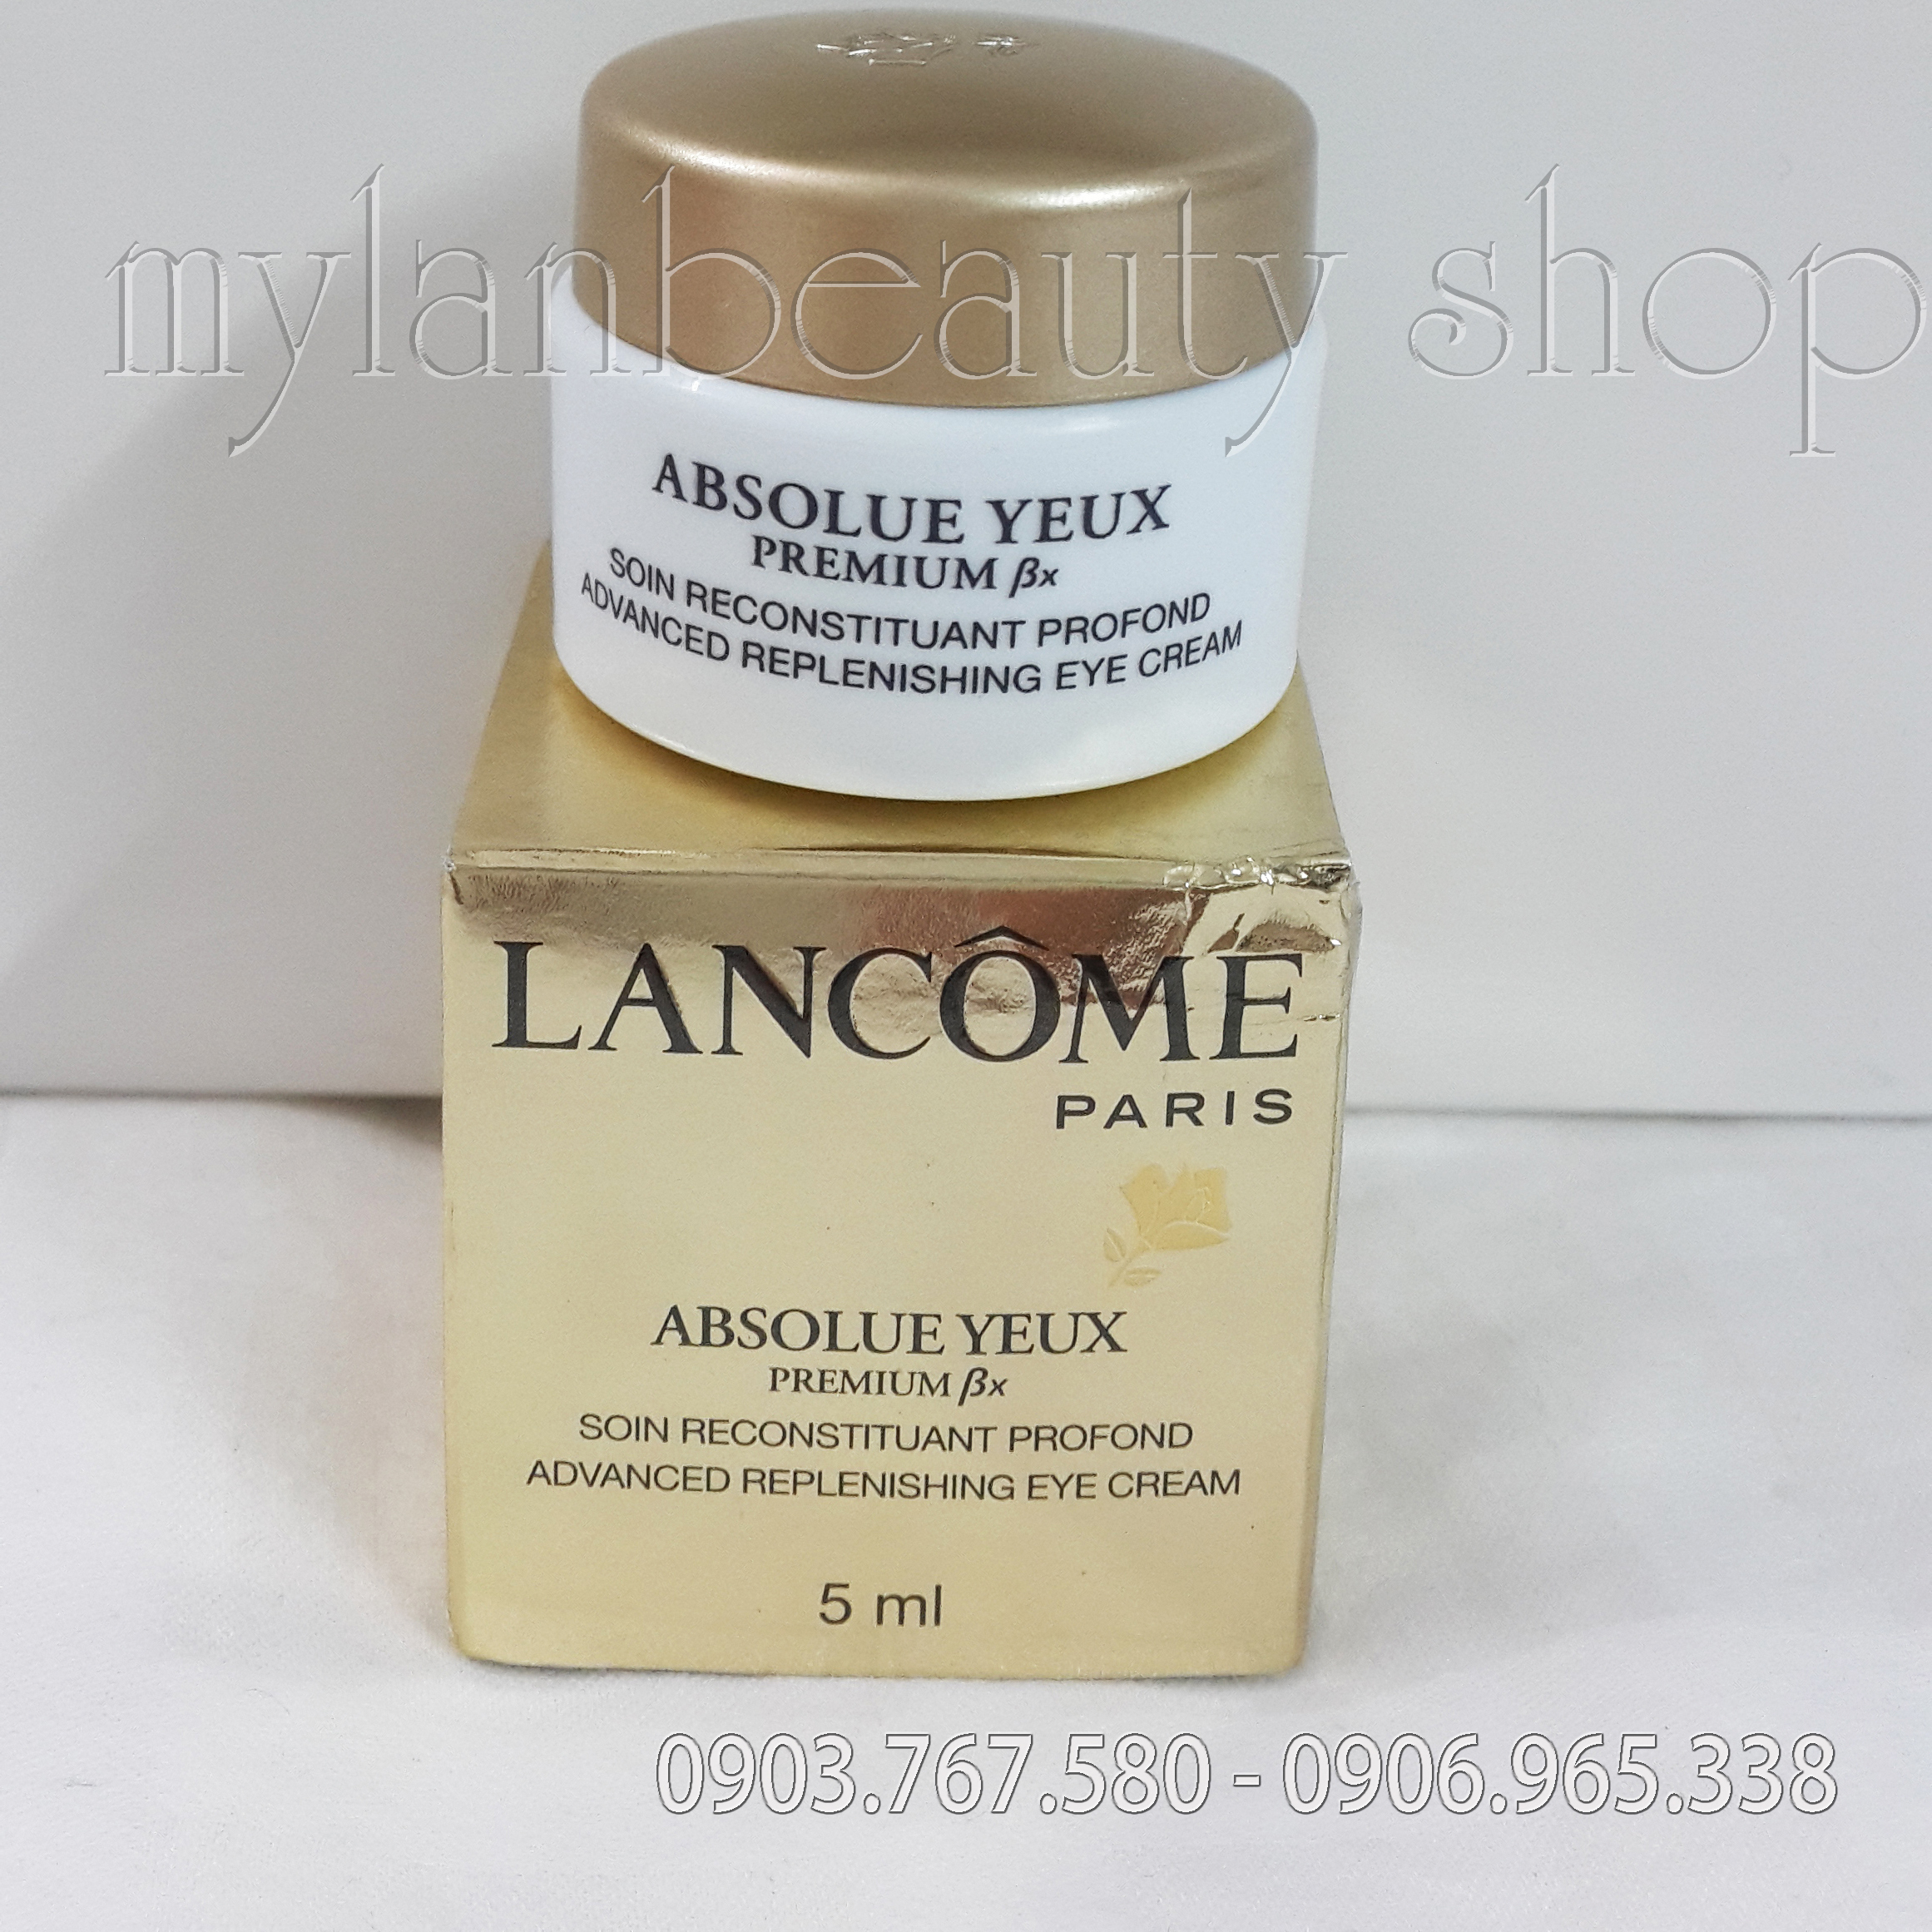 mylanbeauty shop
ABSOLUE YEUX
PREMIUM βx
SOIN RECONSTITUANT PROFOND
ADVANCED REPLENISHING EYE CREAM
LANCÔME
PARIS
ABSOLUE YEUX
PREMIUM βx
SOIN RECONSTITUANT PROFOND
ADVANCED REPLENISHING EYE CREAM
5 ml
0903.767.580 - 0906.965.338